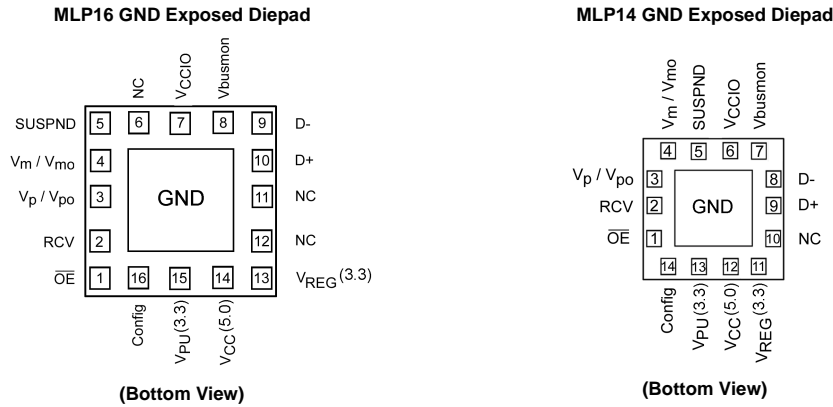 MLP16 GND Exposed Diepad
NC
VCCIO
Vbusmon
SUSPND 5 6 7 8 9 D-
Vm / Vmo 4 10 D+
Vp / Vpo 3 GND 11 NC
RCV 2 12 NC
OE 1 16 15 14 13 VREG(3.3)
Config
VPU(3.3)
VCC(5.0)
(Bottom View)
MLP14 GND Exposed Diepad
Vm / Vmo
SUSPND
VCCIO
Vbusmon
4 5 6 7
Vp / Vpo 3 8 D-
RCV 2 GND 9 D+
OE 1 10 NC
14 13 12 11
Config
VPU(3.3)
VCC(5.0)
VREG(3.3)
(Bottom View)